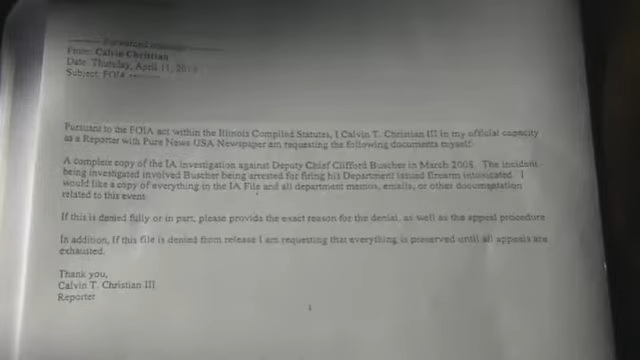 Forwarded message
From: Calvin Christian
Date: Thursday, April 11, 2013
Subject: FOIA
Pursuant to the FOIA act within the Illinois Compiled Statutes, I Calvin T. Christian III in my official capacity
as a Reporter with Pure News USA Newspaper am requesting the following documents myself:
A complete copy of the IA investigation against Deputy Chief Clifford Buscher in March 2008. The incident
being investigated involved Buscher being arrested for firing his Department issued firearm intoxicated. I
would like a copy of everything in the IA File and all department memos, emails, or other documentation
related to this event
If this is denied fully or in part, please provide the exact reason for the denial, as well as the appeal procedure
In addition, If this file is denied from release I am requesting that everything is preserved until all appeals are
exhausted.
Thank you,
Calvin T. Christian III
Reporter
1